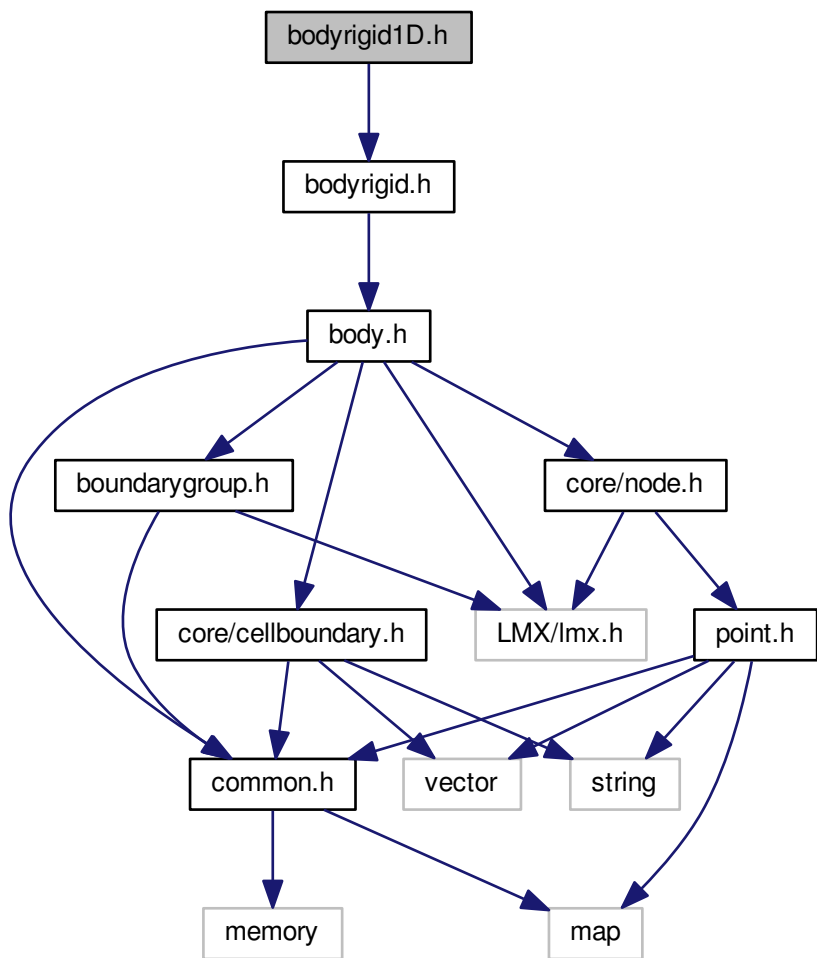 bodyrigid1D.h
bodyrigid.h
body.h
boundarygroup.h
core/node.h
core/cellboundary.h
LMX/lmx.h
point.h
common.h
vector
string
memory
map